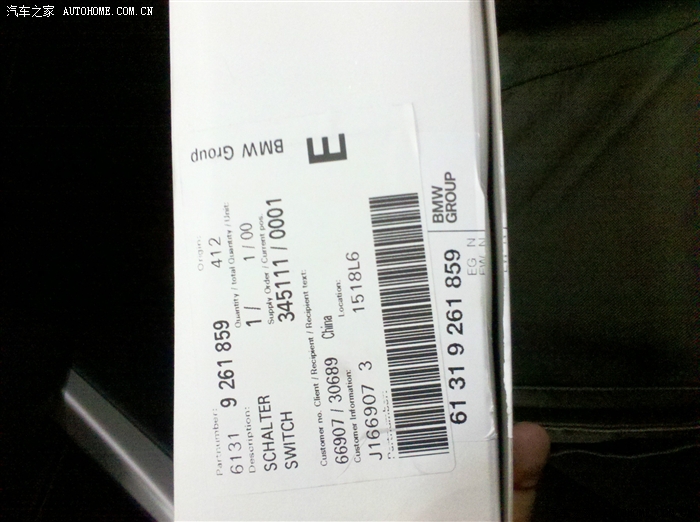 汽车之家 AUTOHOME.COM.CN
BMW Group
E
Partnumber: Origin:
6131 9 261 859 412
Description: Quantity / total Quantity / Unit:
SCHALTER 1 / 1 / 00
SWITCH Supply Order / Current pos.
345111 / 0001
Customer no. Client / Recipient / Recipient text:
66907 / 30689 China
Customer Information: Location:
J166907 3 1518L6
Partnumber:
BMW
GROUP
61 31 9 261 859
EG N